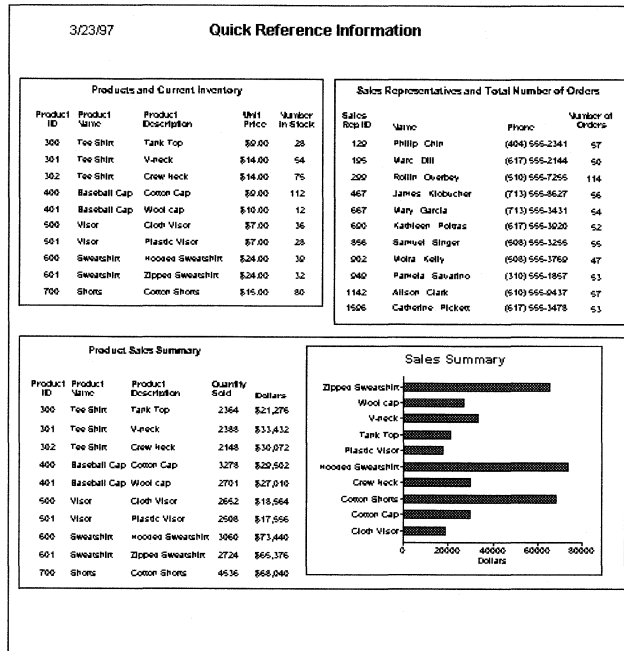 3/23/97 Quick Reference Information
Products and Current Inventory
Product ID Product Name Product Description Unit Price Number In Stock
300 Tee Shirt Tank Top $9.00 28
301 Tee Shirt V-neck $14.00 54
302 Tee Shirt Crew Neck $14.00 75
400 Baseball Cap Cotton Cap $9.00 112
401 Baseball Cap Wool cap $10.00 12
500 Visor Cloth Visor $7.00 36
501 Visor Plastic Visor $7.00 28
600 Sweatshirt Hooded Sweatshirt $24.00 30
601 Sweatshirt Zipped Sweatshirt $24.00 32
700 Shorts Cotton Shorts $15.00 80
Sales Representatives and Total Number of Orders
Sales Rep ID Name Phone Number of Orders
129 Philip Chin (404) 555-2341 57
195 Marc Dill (617) 555-2144 50
299 Rollin Overbey (510) 555-7255 114
467 James Klobucher (713) 555-8627 56
667 Mary Garcia (713) 555-3431 54
690 Kathleen Poitras (617) 555-3920 52
856 Samuel Singer (508) 555-3255 55
902 Moira Kelly (508) 555-3769 47
949 Pamela Savarino (310) 555-1857 53
1142 Alison Clark (510) 555-9437 57
1596 Catherine Pickett (617) 555-3478 53
Product Sales Summary
Product ID Product Name Product Description Quantity Sold Dollars
300 Tee Shirt Tank Top 2364 $21,276
301 Tee Shirt V-neck 2388 $33,432
302 Tee Shirt Crew Neck 2148 $30,072
400 Baseball Cap Cotton Cap 3278 $29,502
401 Baseball Cap Wool cap 2701 $27,010
500 Visor Cloth Visor 2652 $18,564
501 Visor Plastic Visor 2508 $17,556
600 Sweatshirt Hooded Sweatshirt 3060 $73,440
601 Sweatshirt Zipped Sweatshirt 2724 $65,376
700 Shorts Cotton Shorts 4536 $68,040
Sales Summary
Zipped Sweatshirt
Wool cap
V-neck
Tank Top
Plastic Visor
Hooded Sweatshirt
Crew Neck
Cotton Shorts
Cotton Cap
Cloth Visor
0 20000 40000 60000 80000
Dollars